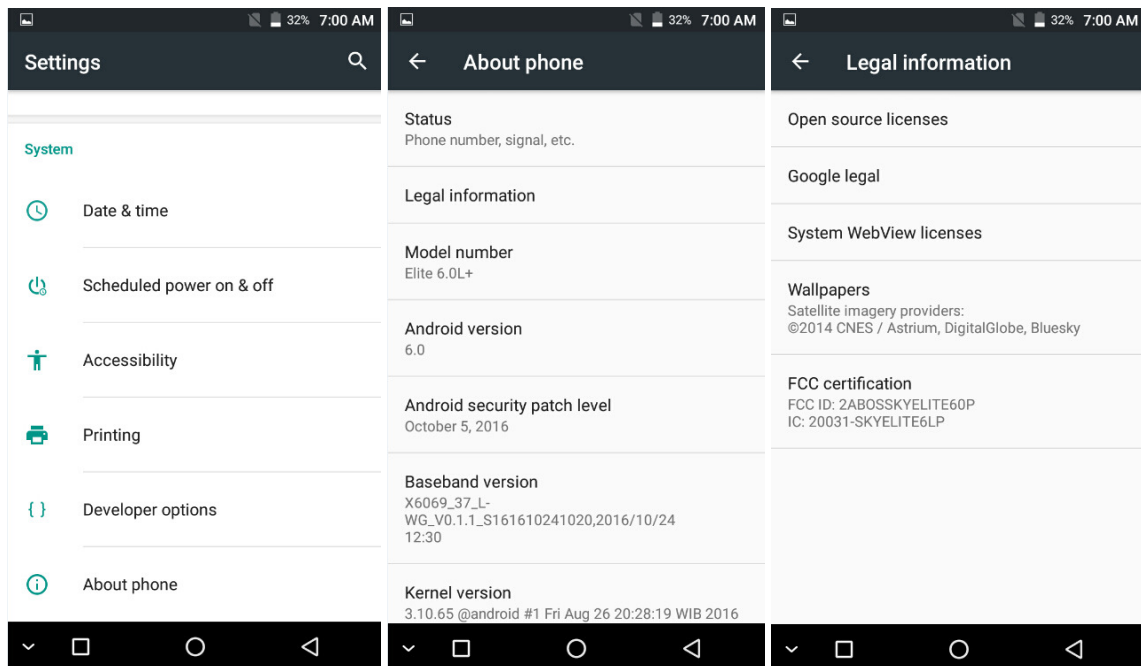 32% 7:00 AM
Settings
System
Date & time
Scheduled power on & off
Accessibility
Printing
{ } Developer options
About phone
32% 7:00 AM
About phone
Status
Phone number, signal, etc.
Legal information
Model number
Elite 6.0L+
Android version
6.0
Android security patch level
October 5, 2016
Baseband version
X6069_37_L-
WG_V0.1.1_S161610241020,2016/10/24
12:30
Kernel version
3.10.65 @android #1 Fri Aug 26 20:28:19 WIB 2016
32% 7:00 AM
Legal information
Open source licenses
Google legal
System WebView licenses
Wallpapers
Satellite imagery providers:
©2014 CNES / Astrium, DigitalGlobe, Bluesky
FCC certification
FCC ID: 2ABOSSKYELITE60P
IC: 20031-SKYELITE6LP